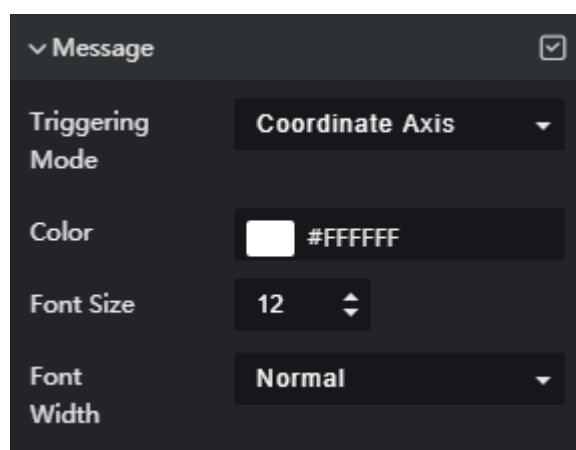 Message
Triggering Coordinate Axis
Mode
Color #FFFFFF
Font Size 12
Font Normal
Width